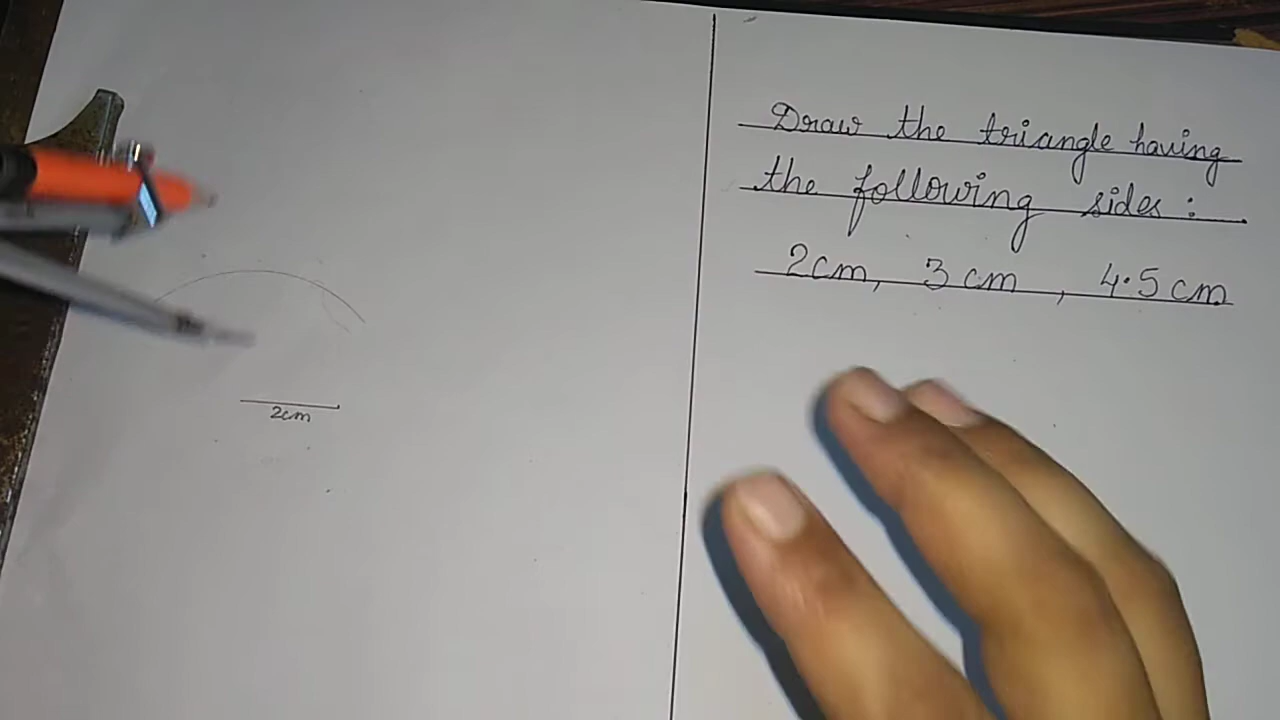 Draw the triangle having
the following sides :
2cm, 3 cm , 4.5 cm
2cm